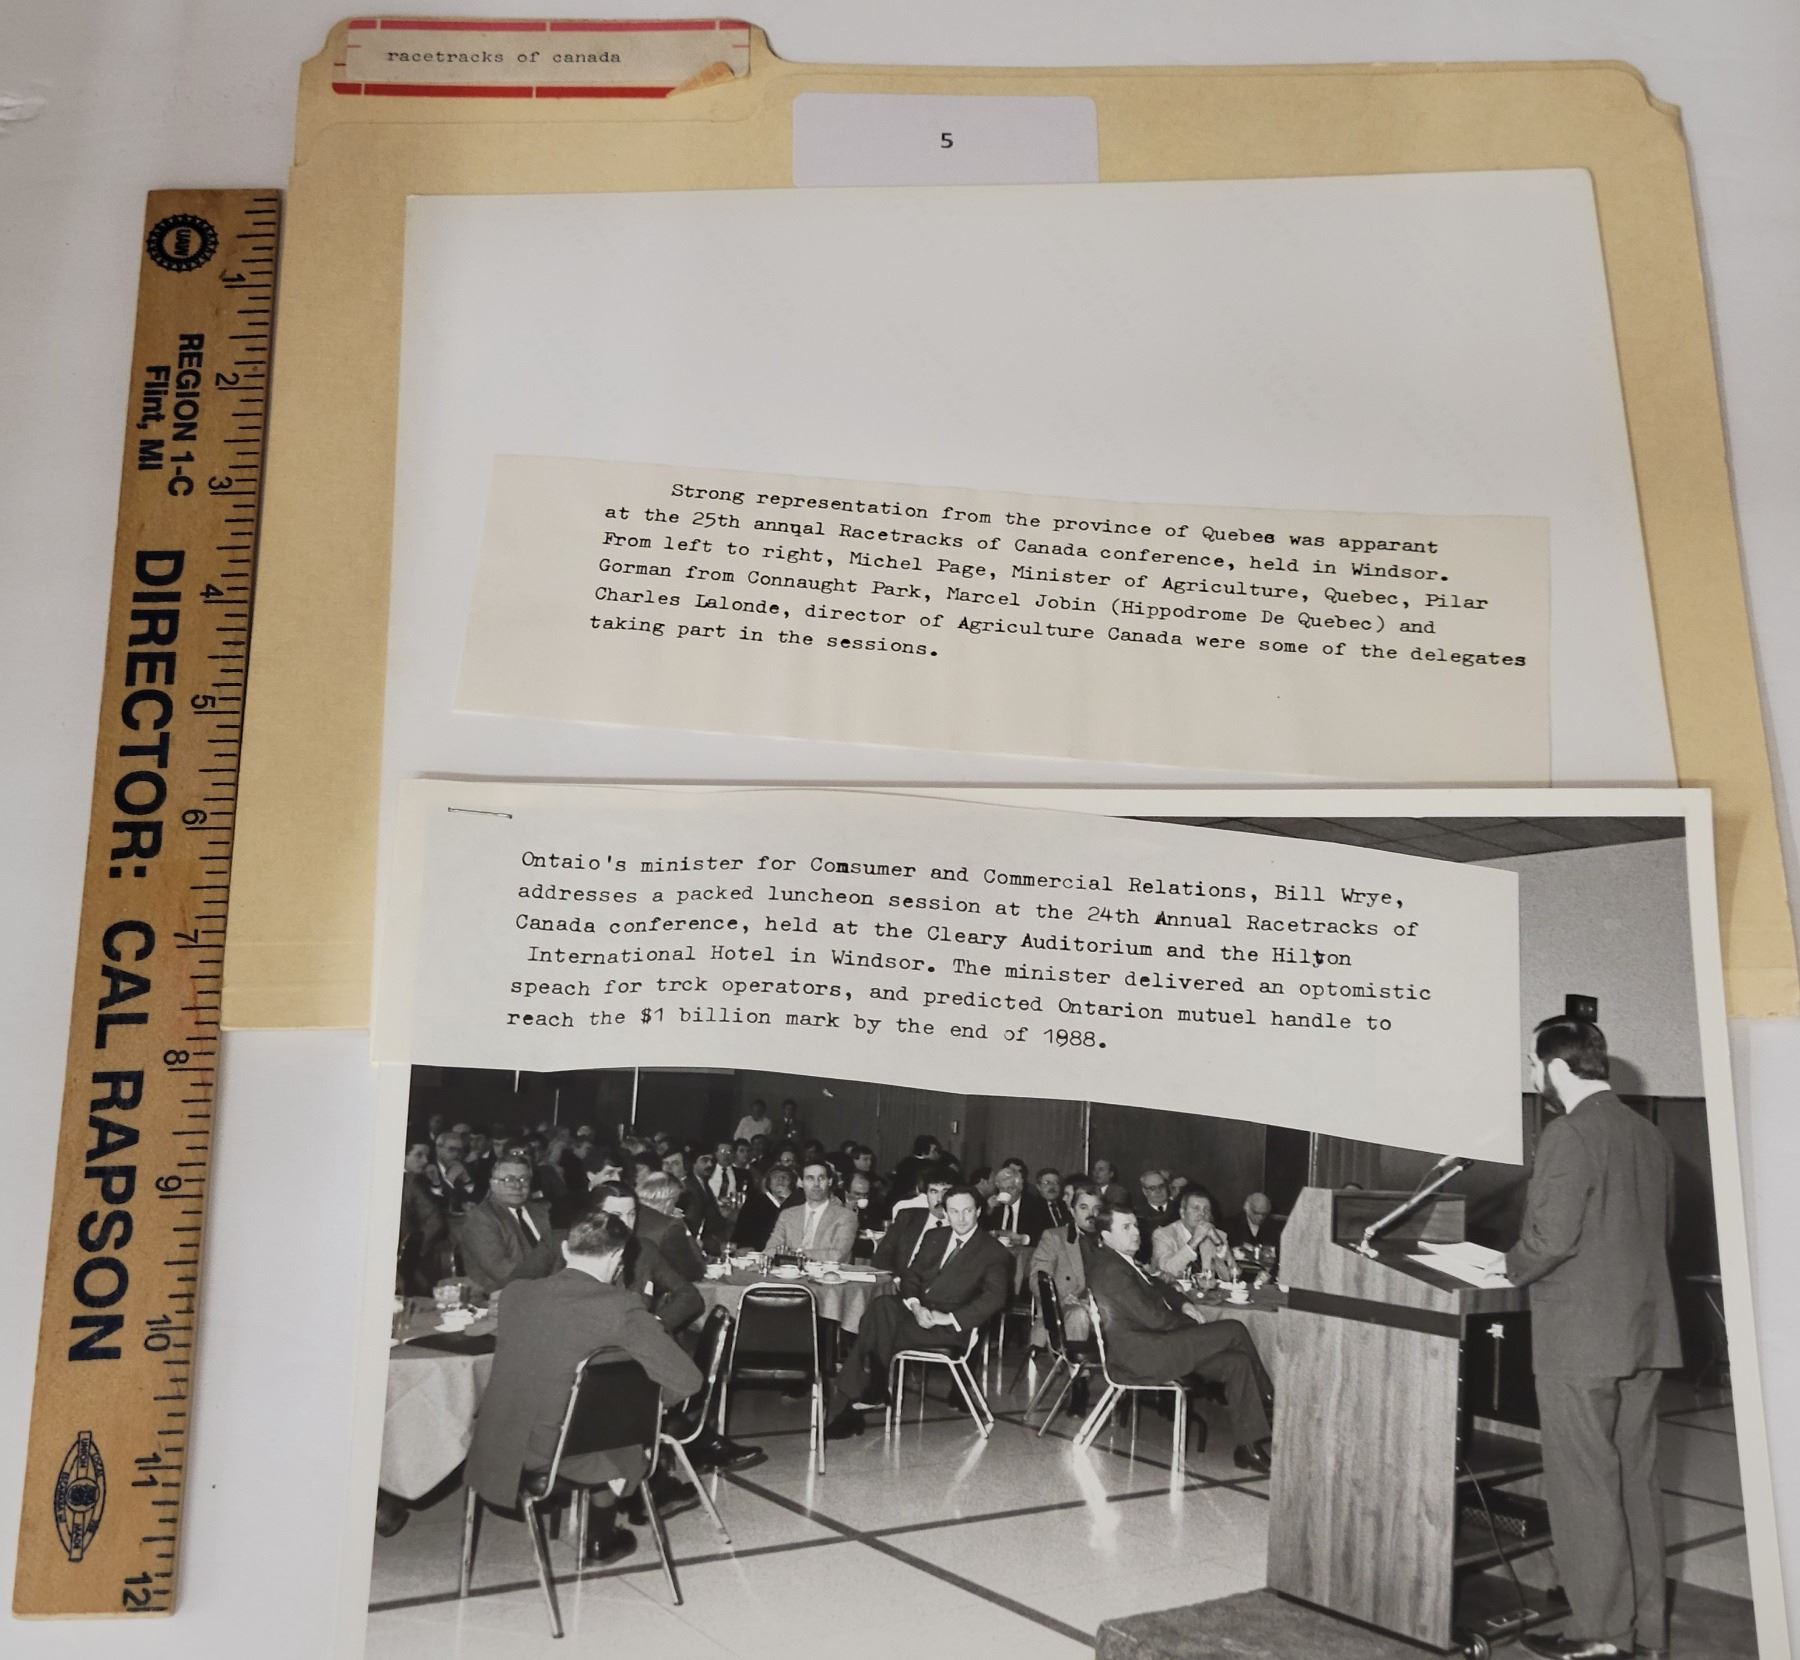 racetracks of canada
5
Strong representation from the province of Quebee was apparant
at the 25th annqal Racetracks of Canada conference, held in Windsor.
From left to right, Michel Page, Minister of Agriculture, Quebec, Pilar
Gorman from Connaught Park, Marcel Jobin (Hippodrome De Quebec) and
Charles Lalonde, director of Agriculture Canada were some of the delegates
taking part in the sessions.
Ontaio's minister for Comsumer and Commercial Relations, Bill Wrye,
addresses a packed luncheon session at the 24th Annual Racetracks of
Canada conference, held at the Cleary Auditorium and the Hilton
International Hotel in Windsor. The minister delivered an optomistic
speach for trck operators, and predicted Ontarion mutuel handle to
reach the $1 billion mark by the end of 1988.
UAW
REGION 1-C
Flint, MI
DIRECTOR: CAL RAPSON
1 2 3 4 5 6 7 8 9 10 11 12